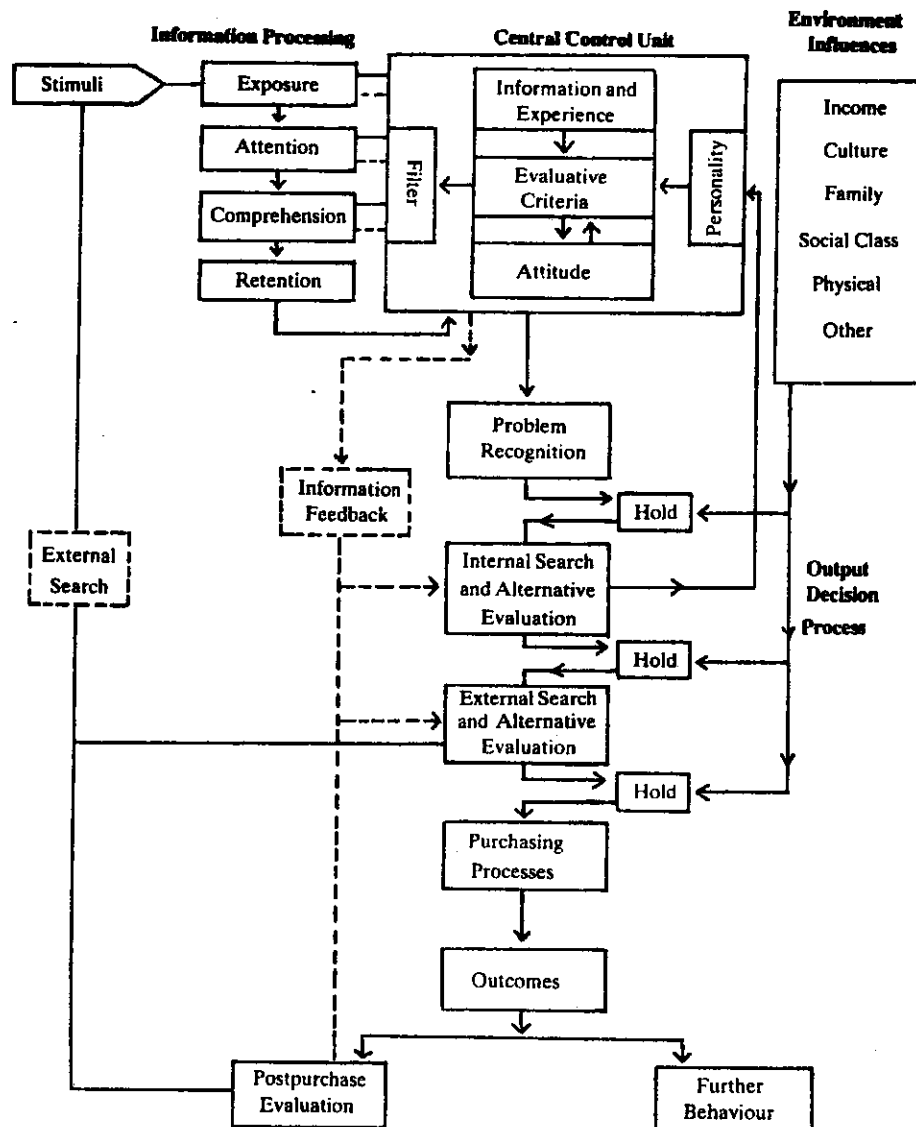 Environment
Influences
Information Processing
Central Control Unit
Stimuli
Exposure
Attention
Comprehension
Retention
Filter
Information and
Experience
Evaluative
Criteria
Attitude
Personality
Income
Culture
Family
Social Class
Physical
Other
Problem
Recognition
Hold
Information
Feedback
External
Search
Internal Search
and Alternative
Evaluation
Output
Decision
Process
Hold
External Search
and Alternative
Evaluation
Hold
Purchasing
Processes
Outcomes
Postpurchase
Evaluation
Further
Behaviour